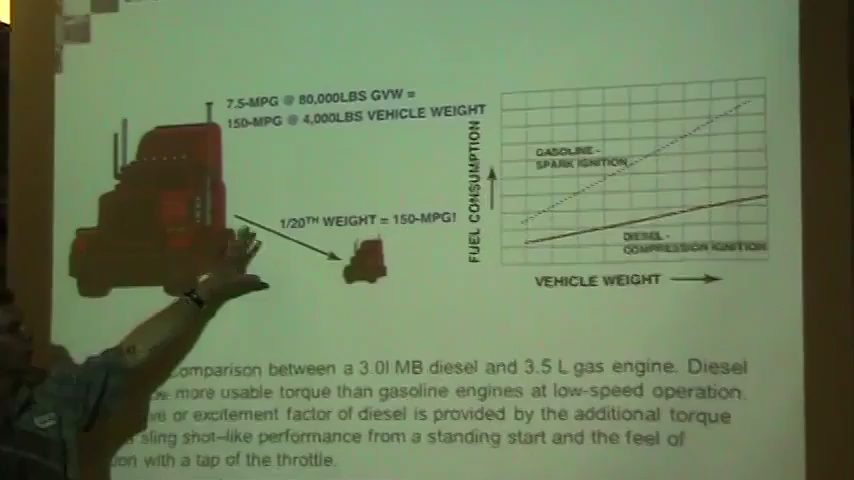 7.5-MPG @ 80,000LBS GVW =
150-MPG @ 4,000LBS VEHICLE WEIGHT
1/20TH WEIGHT = 150-MPG!
FUEL CONSUMPTION
GASOLINE -
SPARK IGNITION
DIESEL -
COMPRESSION IGNITION
VEHICLE WEIGHT
omparison between a 3.0l MB diesel and 3.5 L gas engine. Diesel
more usable torque than gasoline engines at low-speed operation.
or excitement factor of diesel is provided by the additional torque
sling shot–like performance from a standing start and the feel of
with a tap of the throttle.